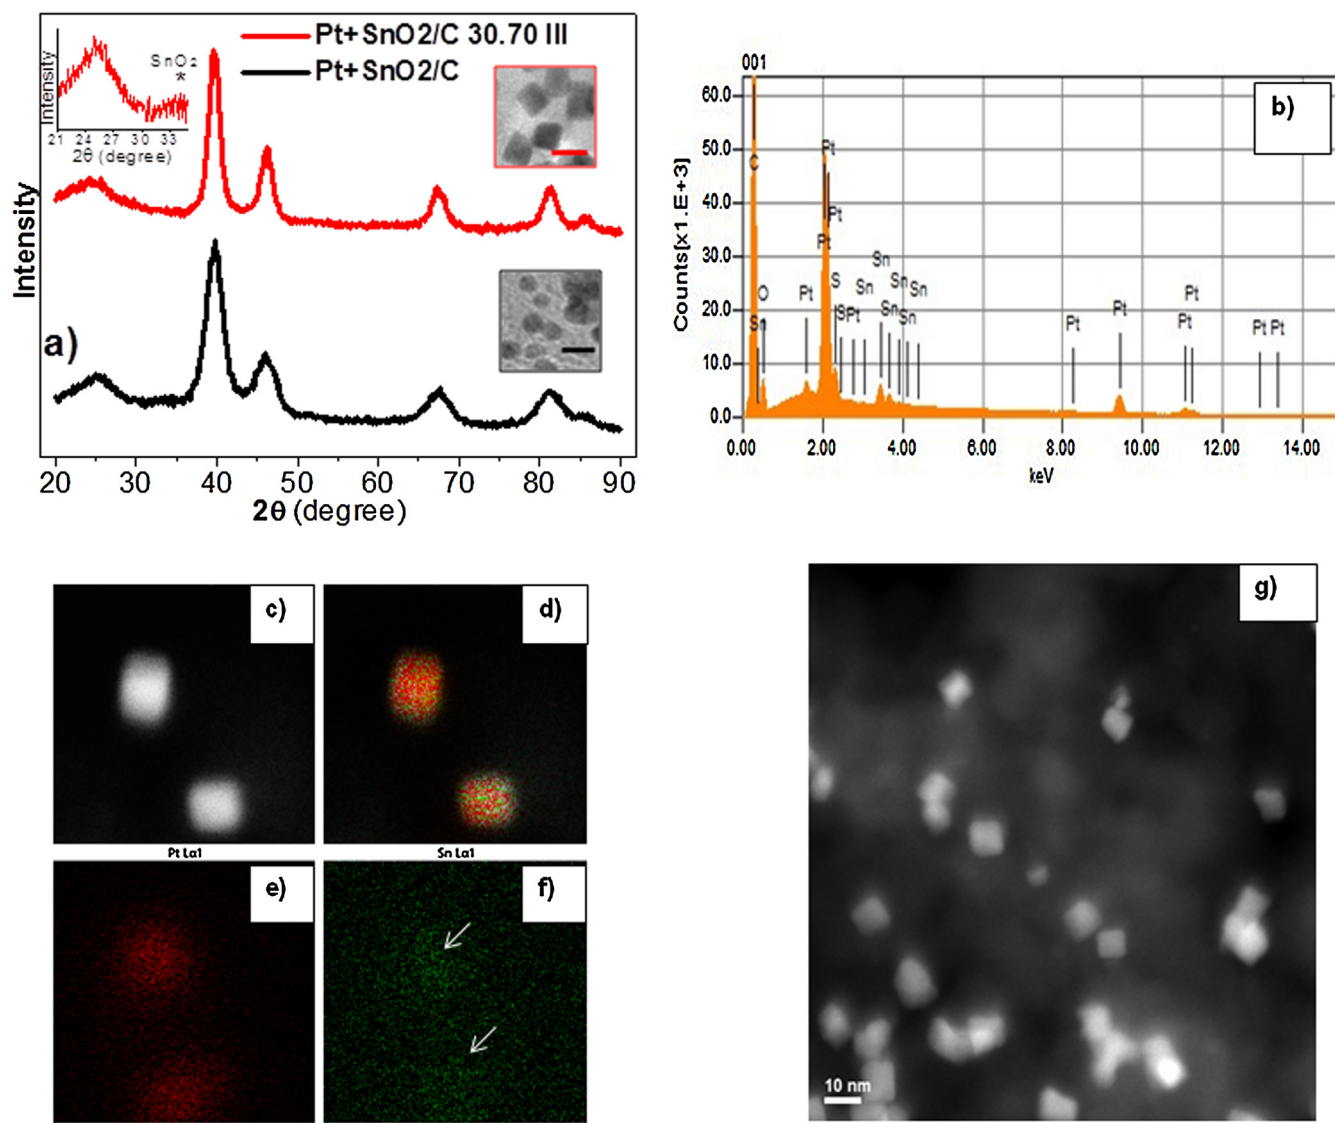 Pt+SnO2/C 30.70 III
Pt+SnO2/C
SnO2
*
Intensity
21 24 27 30 33
2θ (degree)
Intensity
a)
20 30 40 50 60 70 80 90
2θ (degree)
b)
001
60.0
50.0
40.0
30.0
20.0
10.0
0.0
Counts[x1.E+3]
C
O
Sn
Pt
Pt
Pt
Pt
S
S
Pt
Sn
Sn
Sn
Sn
Sn
Sn
Pt
Pt
Pt
Pt
Pt
Pt
0.00 2.00 4.00 6.00 8.00 10.00 12.00 14.00
keV
c)
d)
Pt Lα1
Sn Lα1
e)
f)
g)
10 nm